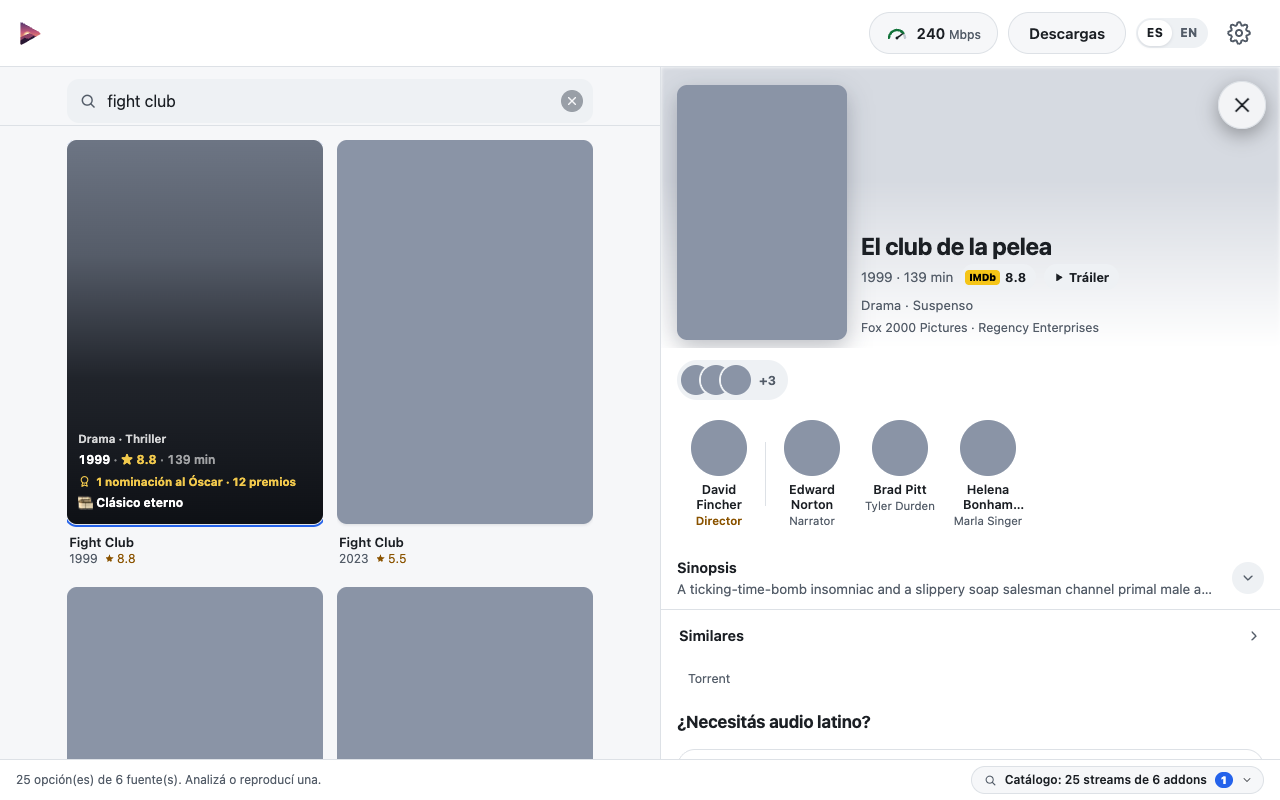 240 Mbps
Descargas
ES EN
fight club
Drama · Thriller
1999 · ★ 8.8 · 139 min
1 nominación al Óscar · 12 premios
Clásico eterno
Fight Club
1999 ★ 8.8
Fight Club
2023 ★ 5.5
El club de la pelea
1999 · 139 min IMDb 8.8 Tráiler
Drama · Suspenso
Fox 2000 Pictures · Regency Enterprises
+3
David
Fincher
Director
Edward
Norton
Narrator
Brad Pitt
Tyler Durden
Helena
Bonham...
Marla Singer
Sinopsis
A ticking-time-bomb insomniac and a slippery soap salesman channel primal male a...
Similares
Torrent
¿Necesitás audio latino?
25 opción(es) de 6 fuente(s). Analizá o reproducí una.
Catálogo: 25 streams de 6 addons 1